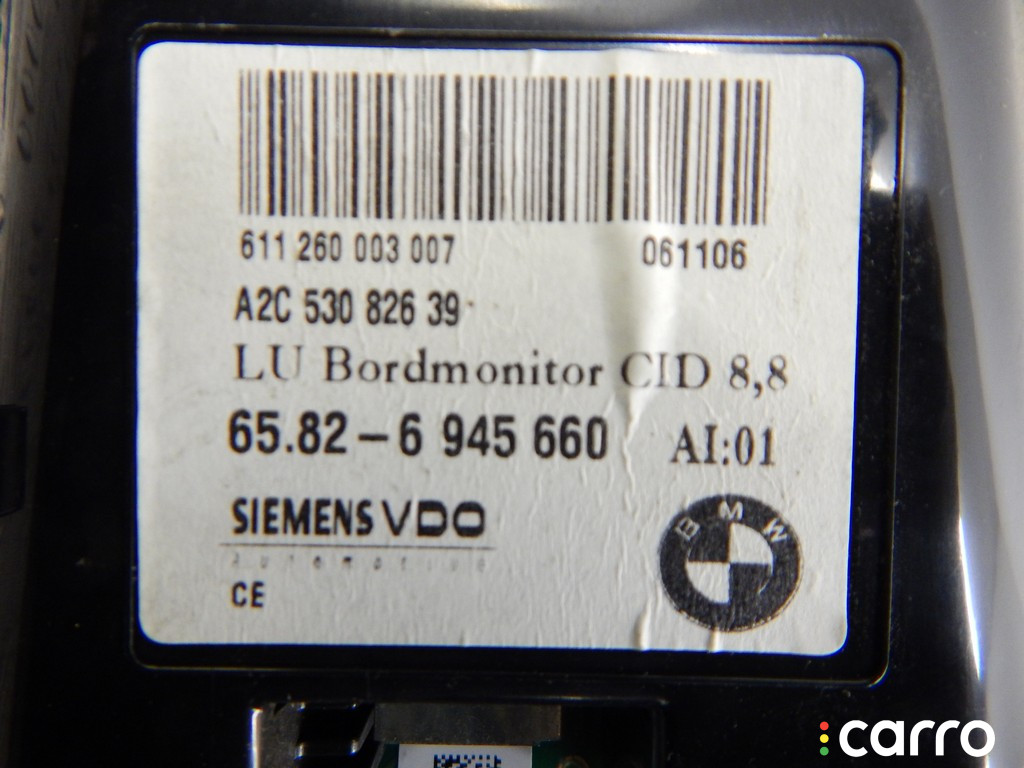 611 260 003 007 061106
A2C 530 826 39
LU Bordmonitor CID 8,8
65.82-6 945 660 AI:01
SIEMENS VDO
Automotive
BMW
CE
carro